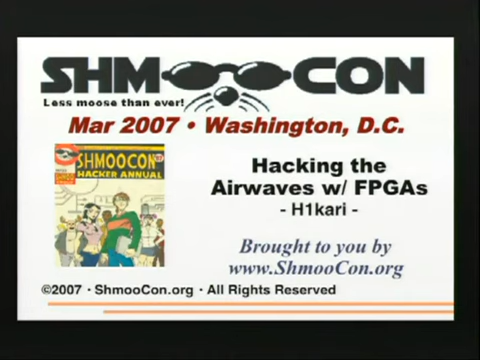 SHMOOCON
Less moose than ever!
Mar 2007 • Washington, D.C.
SHMOOCON
HACKER ANNUAL
Hacking the
Airwaves w/ FPGAs
- H1kari -
Brought to you by
www.ShmooCon.org
©2007 · ShmooCon.org · All Rights Reserved